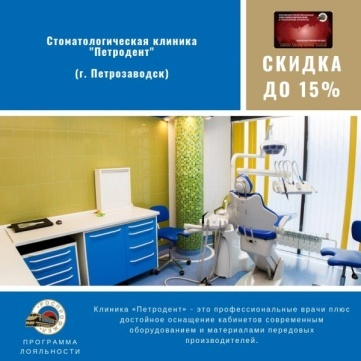 Стоматологическая клиника
"Петродент"
(г. Петрозаводск)
СКИДКА
ДО 15%
Клиника «Петродент» - это профессиональные врачи плюс
достойное оснащение кабинетов современным
оборудованием и материалами передовых
производителей.
ПРОГРАММА
ЛОЯЛЬНОСТИ